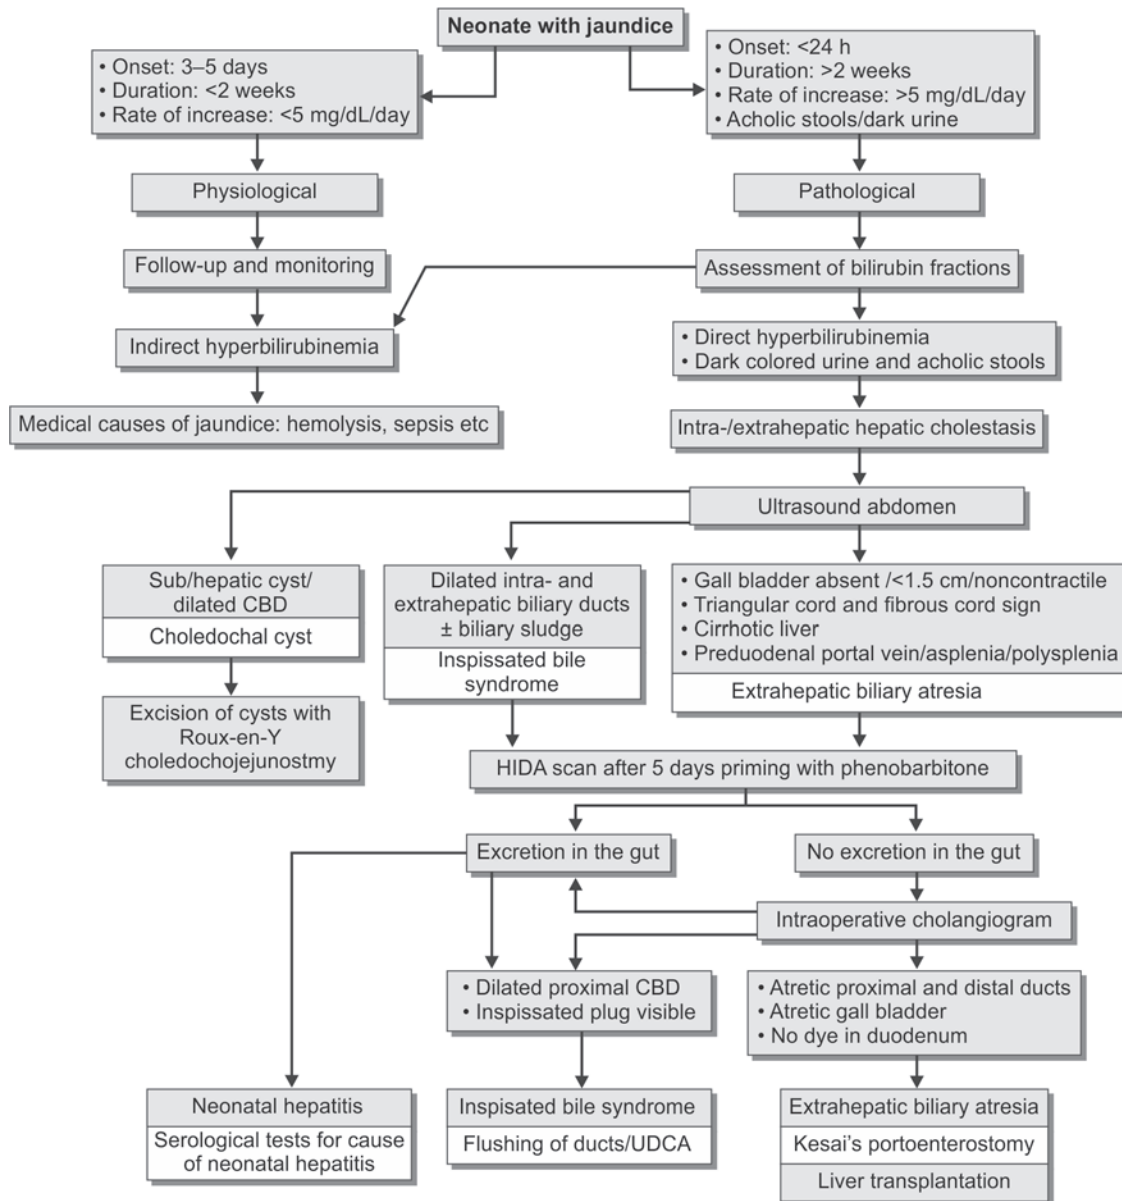 Neonate with jaundice
• Onset: 3–5 days
• Duration: <2 weeks
• Rate of increase: <5 mg/dL/day
• Onset: <24 h
• Duration: >2 weeks
• Rate of increase: >5 mg/dL/day
• Acholic stools/dark urine
Physiological
Pathological
Follow-up and monitoring
Assessment of bilirubin fractions
Indirect hyperbilirubinemia
• Direct hyperbilirubinemia
• Dark colored urine and acholic stools
Medical causes of jaundice: hemolysis, sepsis etc
Intra-/extrahepatic hepatic cholestasis
Ultrasound abdomen
Sub/hepatic cyst/
dilated CBD
Choledochal cyst
Dilated intra- and
extrahepatic biliary ducts
± biliary sludge
Inspissated bile
syndrome
• Gall bladder absent /<1.5 cm/noncontractile
• Triangular cord and fibrous cord sign
• Cirrhotic liver
• Preduodenal portal vein/asplenia/polysplenia
Extrahepatic biliary atresia
Excision of cysts with
Roux-en-Y
choledochojejunostmy
HIDA scan after 5 days priming with phenobarbitone
Excretion in the gut
No excretion in the gut
Intraoperative cholangiogram
• Dilated proximal CBD
• Inspissated plug visible
• Atretic proximal and distal ducts
• Atretic gall bladder
• No dye in duodenum
Neonatal hepatitis
Serological tests for cause
of neonatal hepatitis
Inspisated bile syndrome
Flushing of ducts/UDCA
Extrahepatic biliary atresia
Kesai's portoenterostomy
Liver transplantation